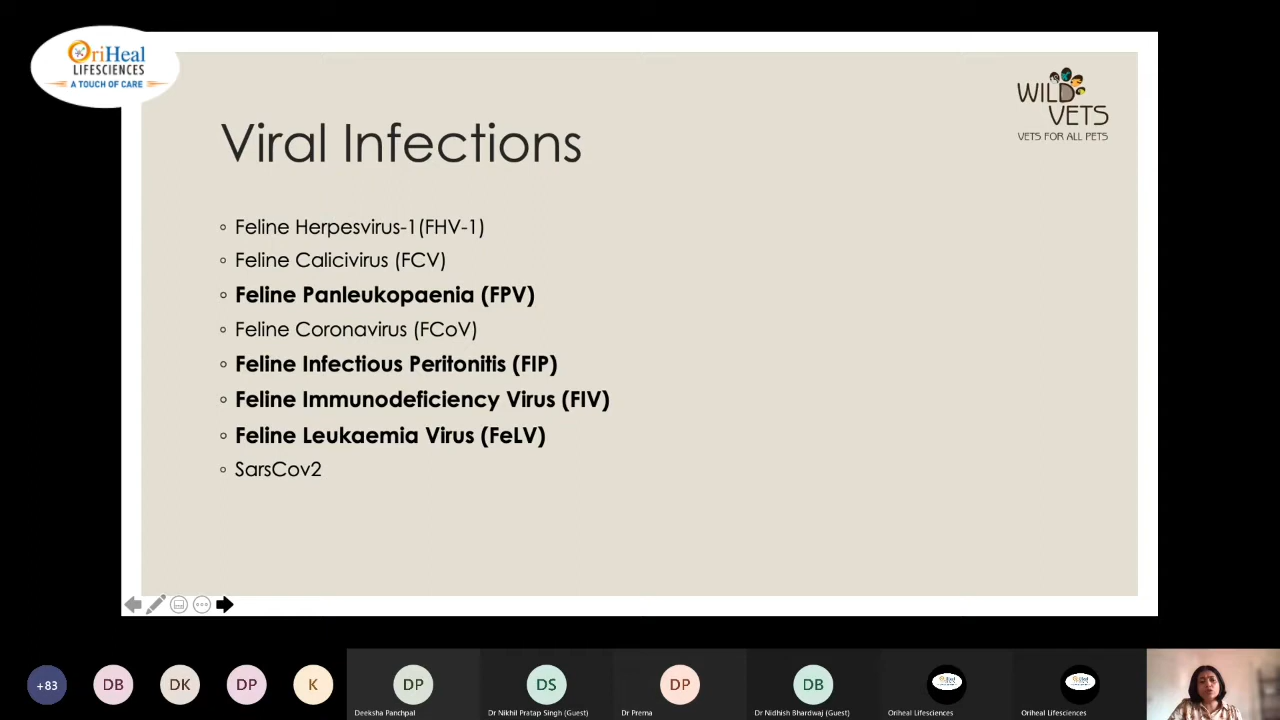 OriHeal
LIFESCIENCES
A TOUCH OF CARE
WILD
VETS
VETS FOR ALL PETS
Viral Infections
Feline Herpesvirus-1(FHV-1)
Feline Calicivirus (FCV)
Feline Panleukopaenia (FPV)
Feline Coronavirus (FCoV)
Feline Infectious Peritonitis (FIP)
Feline Immunodeficiency Virus (FIV)
Feline Leukaemia Virus (FeLV)
SarsCov2
+83
DB
DK
DP
K
DP
DS
DP
DB
Deeksha Panchpal
Dr Nikhil Pratap Singh (Guest)
Dr Prema
Dr Nidhish Bhardwaj (Guest)
Oriheal Lifesciences
Oriheal Lifesciences